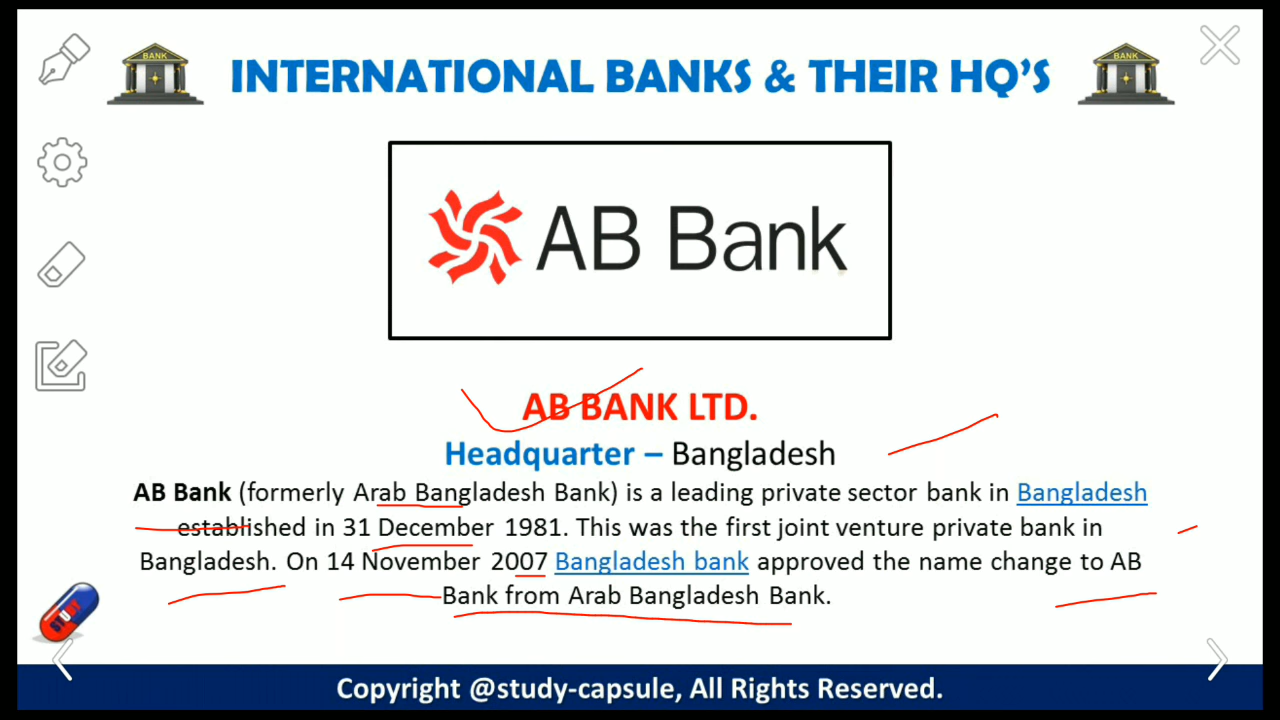 BANK
INTERNATIONAL BANKS & THEIR HQ'S
BANK
AB Bank
AB BANK LTD.
Headquarter – Bangladesh
AB Bank (formerly Arab Bangladesh Bank) is a leading private sector bank in Bangladesh
established in 31 December 1981. This was the first joint venture private bank in
Bangladesh. On 14 November 2007 Bangladesh bank approved the name change to AB
Bank from Arab Bangladesh Bank.
STUDY
Copyright @study-capsule, All Rights Reserved.